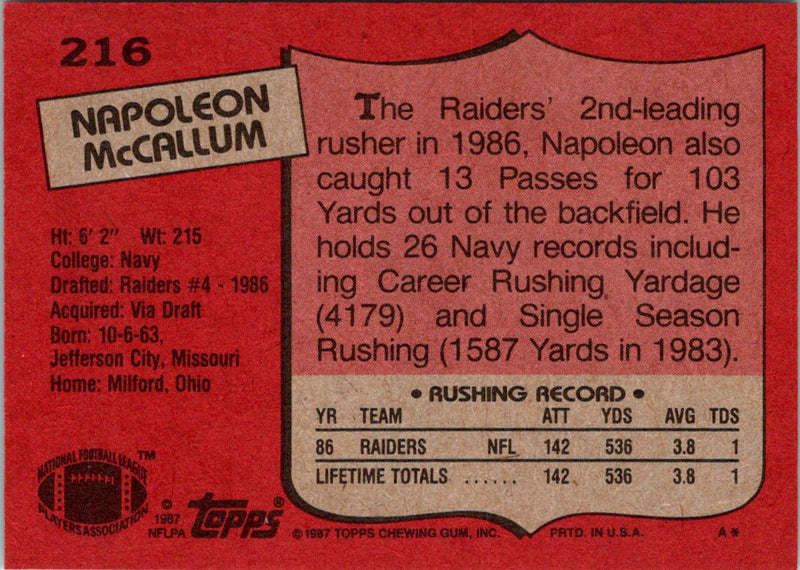 216
NAPOLEON
McCALLUM
Ht: 6' 2" Wt: 215
College: Navy
Drafted: Raiders #4 - 1986
Acquired: Via Draft
Born: 10-6-63,
Jefferson City, Missouri
Home: Milford, Ohio
The Raiders' 2nd-leading
rusher in 1986, Napoleon also
caught 13 Passes for 103
Yards out of the backfield. He
holds 26 Navy records includ-
ing Career Rushing Yardage
(4179) and Single Season
Rushing (1587 Yards in 1983).
• RUSHING RECORD •
YR TEAM ATT YDS AVG TDS
86 RAIDERS NFL 142 536 3.8 1
LIFETIME TOTALS ...... 142 536 3.8 1
NATIONAL FOOTBALL LEAGUE
PLAYERS ASSOCIATION
™
©
1987
NFLPA
Topps®
©1987 TOPPS CHEWING GUM, INC. PRTD. IN U.S.A. A*